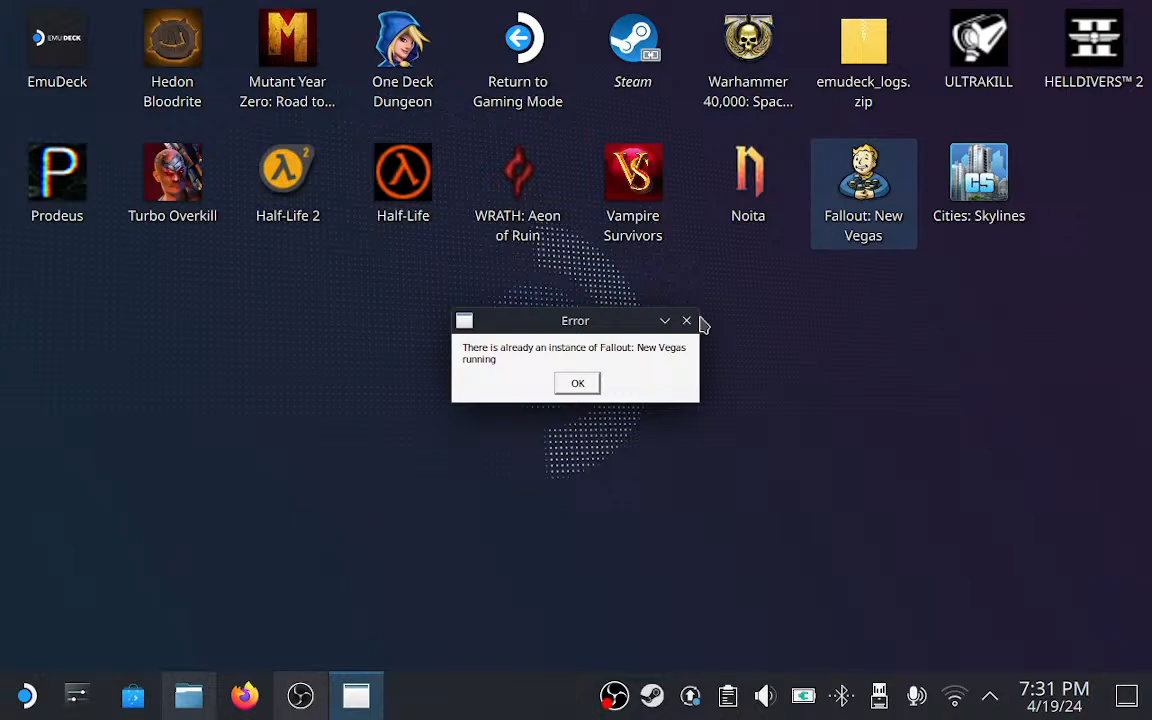 EMUDECK
EmuDeck
Hedon
Bloodrite
Mutant Year
Zero: Road to...
One Deck
Dungeon
Return to
Gaming Mode
Steam
Warhammer
40,000: Spac...
emudeck_logs.
zip
ULTRAKILL
HELLDIVERS™ 2
Prodeus
Turbo Overkill
Half-Life 2
Half-Life
WRATH: Aeon
of Ruin
Vampire
Survivors
Noita
Fallout: New
Vegas
Cities: Skylines
Error
There is already an instance of Fallout: New Vegas
running
OK
7:31 PM
4/19/24